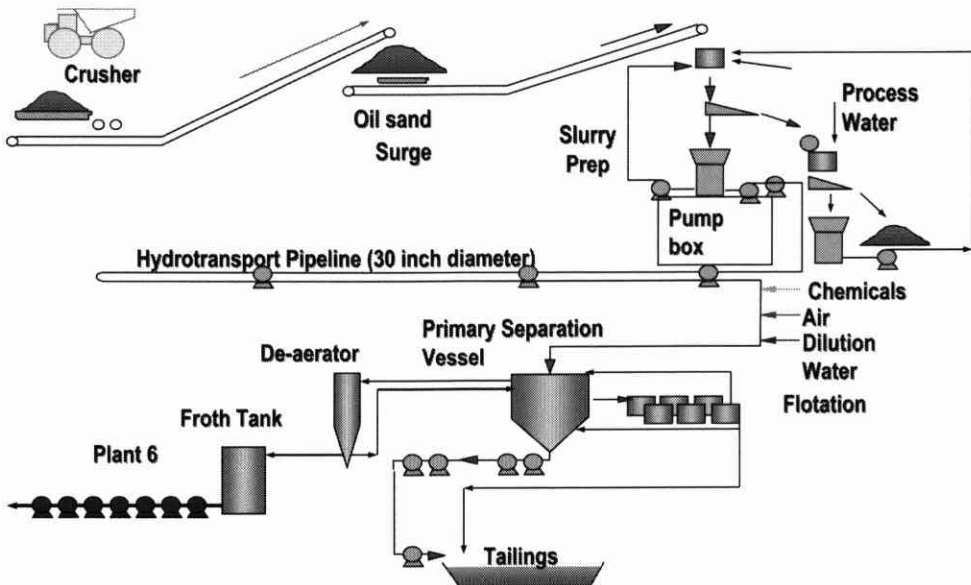 Crusher
Oil sand
Surge
Slurry
Prep
Process
Water
Pump
box
Hydrotransport Pipeline (30 inch diameter)
Chemicals
Air
Dilution
Water
Primary Separation
Vessel
De-aerator
Flotation
Froth Tank
Plant 6
Tailings